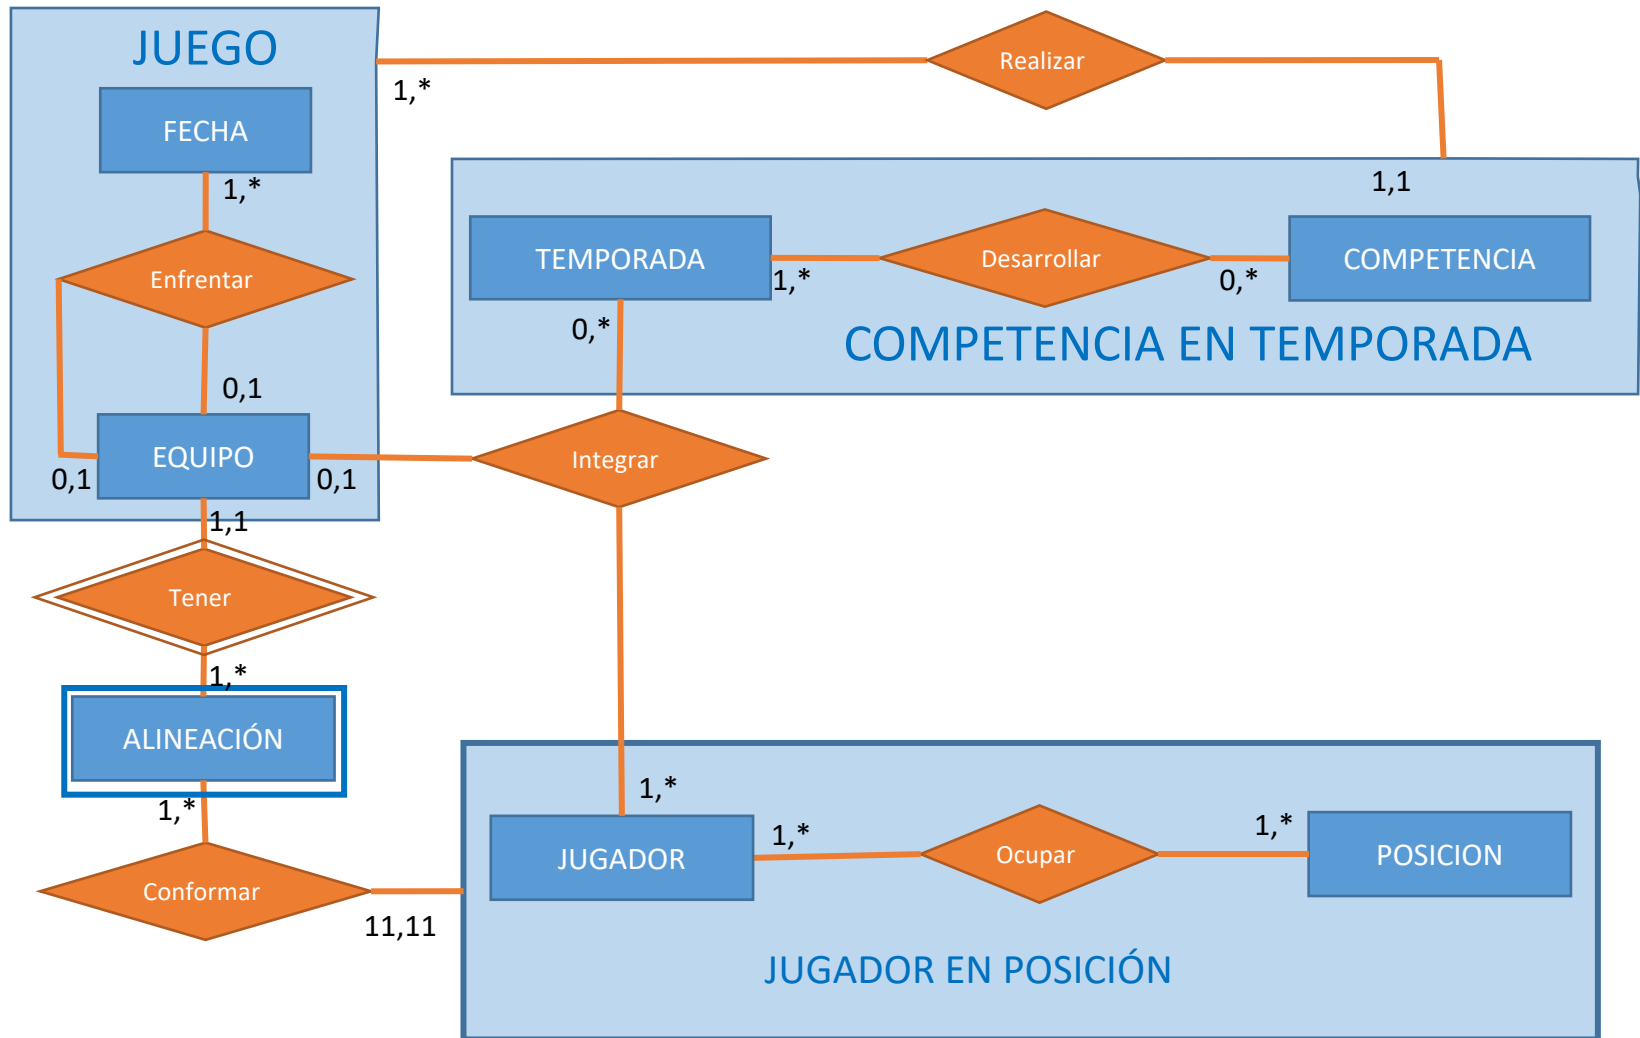 JUEGO
Realizar
1,*
FECHA
1,*
1,1
Enfrentar
TEMPORADA
1,*
Desarrollar
0,*
COMPETENCIA
0,*
COMPETENCIA EN TEMPORADA
0,1
EQUIPO
0,1
0,1
Integrar
1,1
Tener
1,*
ALINEACIÓN
1,*
1,*
JUGADOR
1,*
Ocupar
1,*
POSICION
Conformar
11,11
JUGADOR EN POSICIÓN